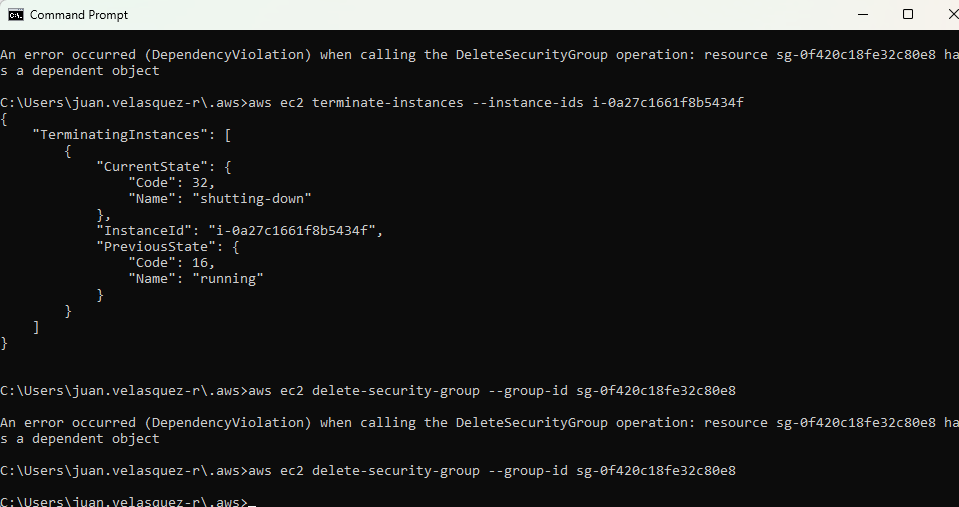 Command Prompt
An error occurred (DependencyViolation) when calling the DeleteSecurityGroup operation: resource sg-0f420c18fe32c80e8 ha
s a dependent object
C:\Users\juan.velasquez-r\.aws>aws ec2 terminate-instances --instance-ids i-0a27c1661f8b5434f
{
    "TerminatingInstances": [
        {
            "CurrentState": {
                "Code": 32,
                "Name": "shutting-down"
            },
            "InstanceId": "i-0a27c1661f8b5434f",
            "PreviousState": {
                "Code": 16,
                "Name": "running"
            }
        }
    ]
}
C:\Users\juan.velasquez-r\.aws>aws ec2 delete-security-group --group-id sg-0f420c18fe32c80e8
An error occurred (DependencyViolation) when calling the DeleteSecurityGroup operation: resource sg-0f420c18fe32c80e8 ha
s a dependent object
C:\Users\juan.velasquez-r\.aws>aws ec2 delete-security-group --group-id sg-0f420c18fe32c80e8
C:\Users\juan.velasquez-r\.aws>_